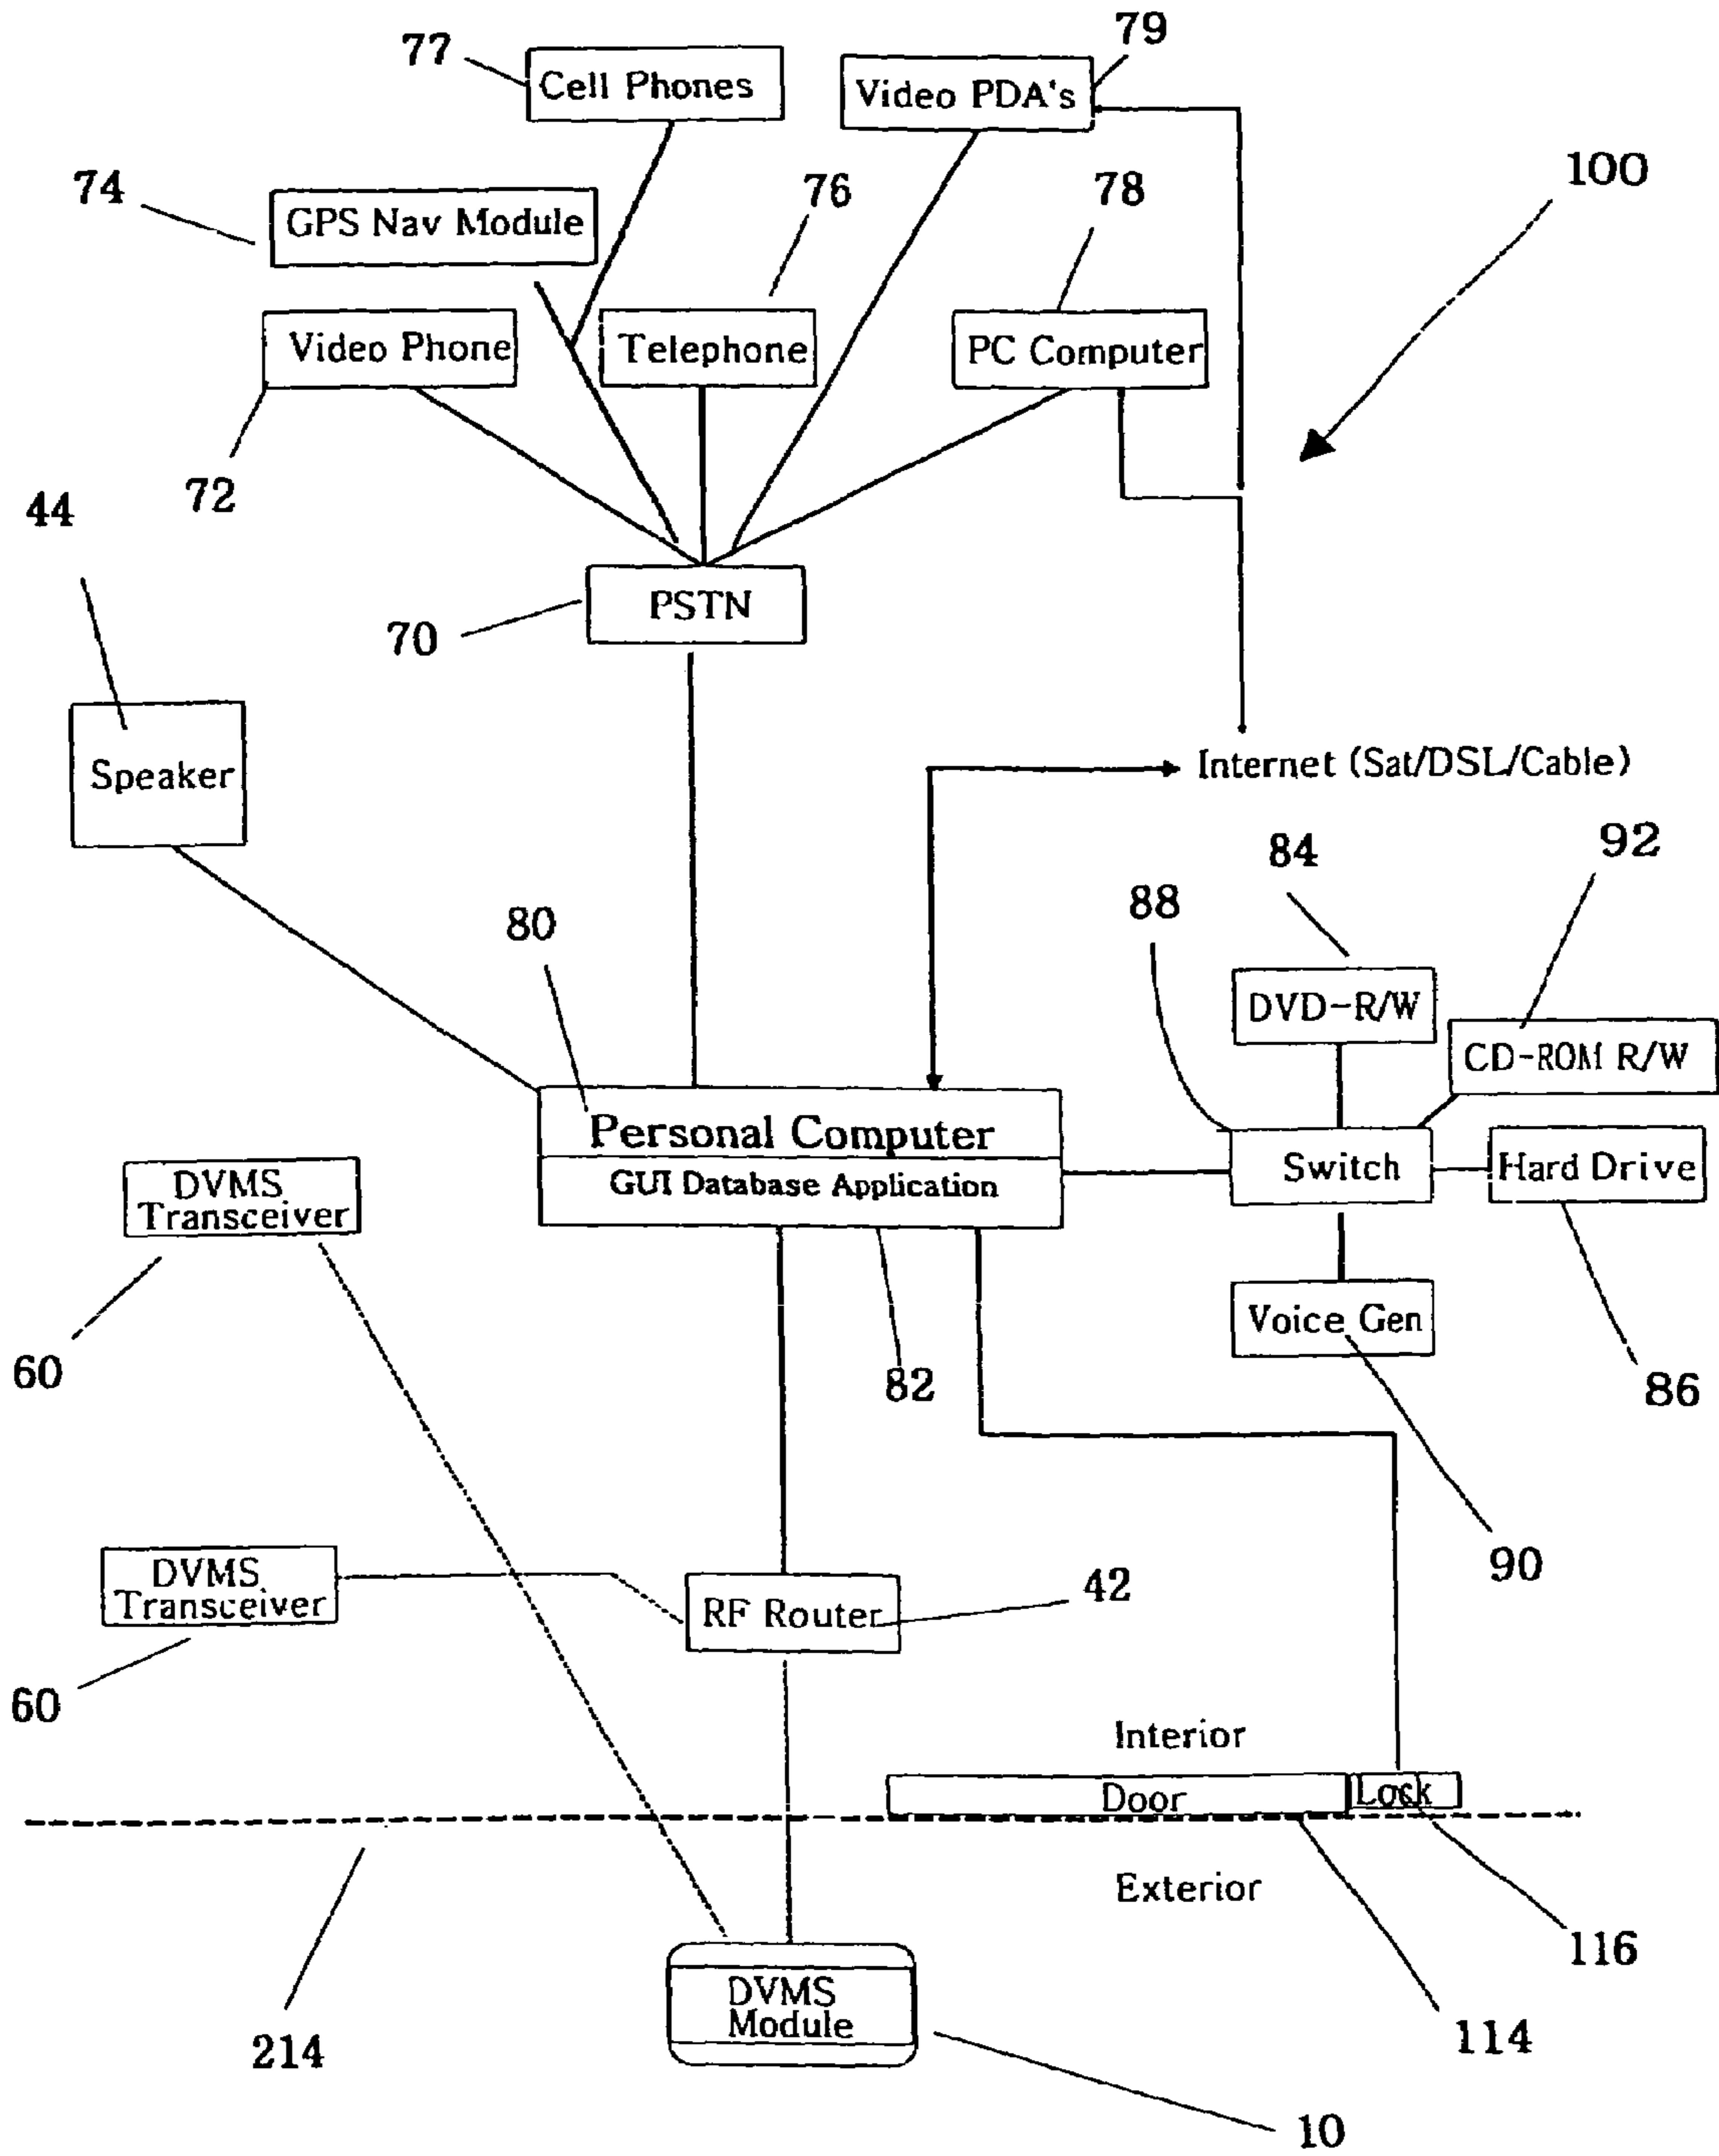 77
Cell Phones
79
Video PDA's
74
GPS Nav Module
76
78
100
Video Phone
Telephone
PC Computer
72
44
PSTN
70
Speaker
Internet (Sat/DSL/Cable)
84
92
88
80
DVD-R/W
CD-ROM R/W
Personal Computer
GUI Database Application
Switch
Hard Drive
DVMS
Transceiver
Voice Gen
60
82
86
DVMS
Transceiver
42
90
RF Router
60
Interior
Door
Lock
Exterior
116
DVMS
Module
214
114
10